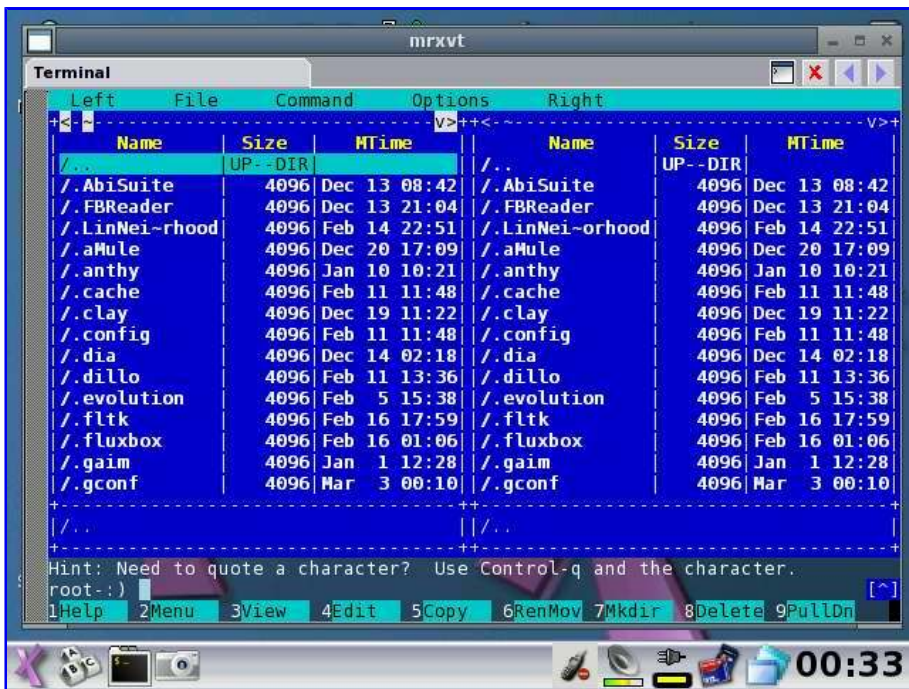 mrxvt
Terminal
Left File Command Options Right
+<-~---------------------------------v>++<-~---------------------------------v>+
| Name | Size | MTime || Name | Size | MTime |
|/.. |UP--DIR| ||/.. |UP--DIR| |
|/.AbiSuite | 4096|Dec 13 08:42||/.AbiSuite | 4096|Dec 13 08:42|
|/.FBReader | 4096|Dec 13 21:04||/.FBReader | 4096|Dec 13 21:04|
|/.LinNei~rhood| 4096|Feb 14 22:51||/.LinNei~orhood| 4096|Feb 14 22:51|
|/.aMule | 4096|Dec 20 17:09||/.aMule | 4096|Dec 20 17:09|
|/.anthy | 4096|Jan 10 10:21||/.anthy | 4096|Jan 10 10:21|
|/.cache | 4096|Feb 11 11:48||/.cache | 4096|Feb 11 11:48|
|/.clay | 4096|Dec 19 11:22||/.clay | 4096|Dec 19 11:22|
|/.config | 4096|Feb 11 11:48||/.config | 4096|Feb 11 11:48|
|/.dia | 4096|Dec 14 02:18||/.dia | 4096|Dec 14 02:18|
|/.dillo | 4096|Feb 11 13:36||/.dillo | 4096|Feb 11 13:36|
|/.evolution | 4096|Feb 5 15:38||/.evolution | 4096|Feb 5 15:38|
|/.fltk | 4096|Feb 16 17:59||/.fltk | 4096|Feb 16 17:59|
|/.fluxbox | 4096|Feb 16 01:06||/.fluxbox | 4096|Feb 16 01:06|
|/.gaim | 4096|Jan 1 12:28||/.gaim | 4096|Jan 1 12:28|
|/.gconf | 4096|Mar 3 00:10||/.gconf | 4096|Mar 3 00:10|
|/.. ||/.. |
Hint: Need to quote a character? Use Control-q and the character.
root-:) [^]
1Help 2Menu 3View 4Edit 5Copy 6RenMov 7Mkdir 8Delete 9PullDn
A B C 00:33